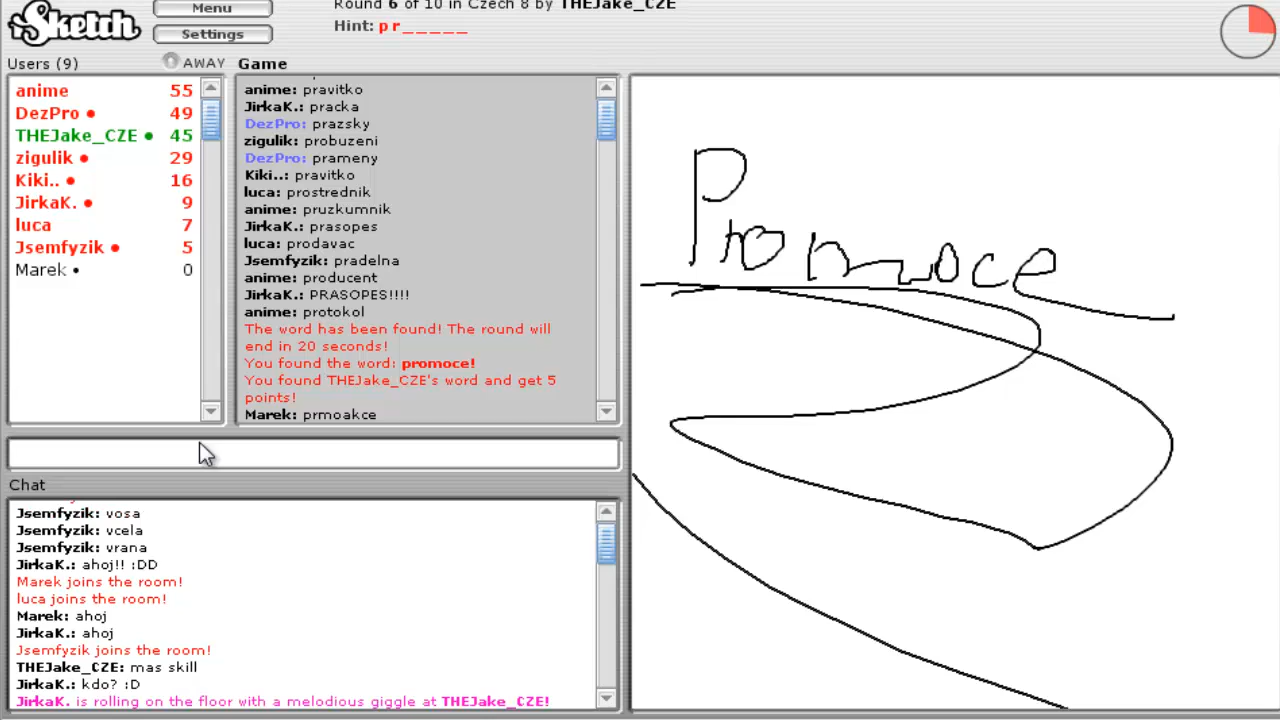 iSketch
Menu
Settings
Round 6 of 10 in Czech 8 by THEJake_CZE
Hint: p r _ _ _ _ _
Users (9)
AWAY
anime 55
DezPro • 49
THEJake_CZE • 45
zigulik • 29
Kiki.. • 16
JirkaK. • 9
luca 7
Jsemfyzik • 5
Marek • 0
Game
anime: pravitko
JirkaK.: pracka
DezPro: prazsky
zigulik: probuzeni
DezPro: prameny
Kiki..: pravitko
luca: prostrednik
anime: pruzkumnik
JirkaK.: prasopes
luca: prodavac
Jsemfyzik: pradelna
anime: producent
JirkaK.: PRASOPES!!!!
anime: protokol
The word has been found! The round will
end in 20 seconds!
You found the word: promoce!
You found THEJake_CZE's word and get 5
points!
Marek: prmoakce
Promoce
Chat
Jsemfyzik: vosa
Jsemfyzik: vcela
Jsemfyzik: vrana
JirkaK.: ahoj!! :DD
Marek joins the room!
luca joins the room!
Marek: ahoj
JirkaK.: ahoj
Jsemfyzik joins the room!
THEJake_CZE: mas skill
JirkaK.: kdo? :D
JirkaK. is rolling on the floor with a melodious giggle at THEJake_CZE!